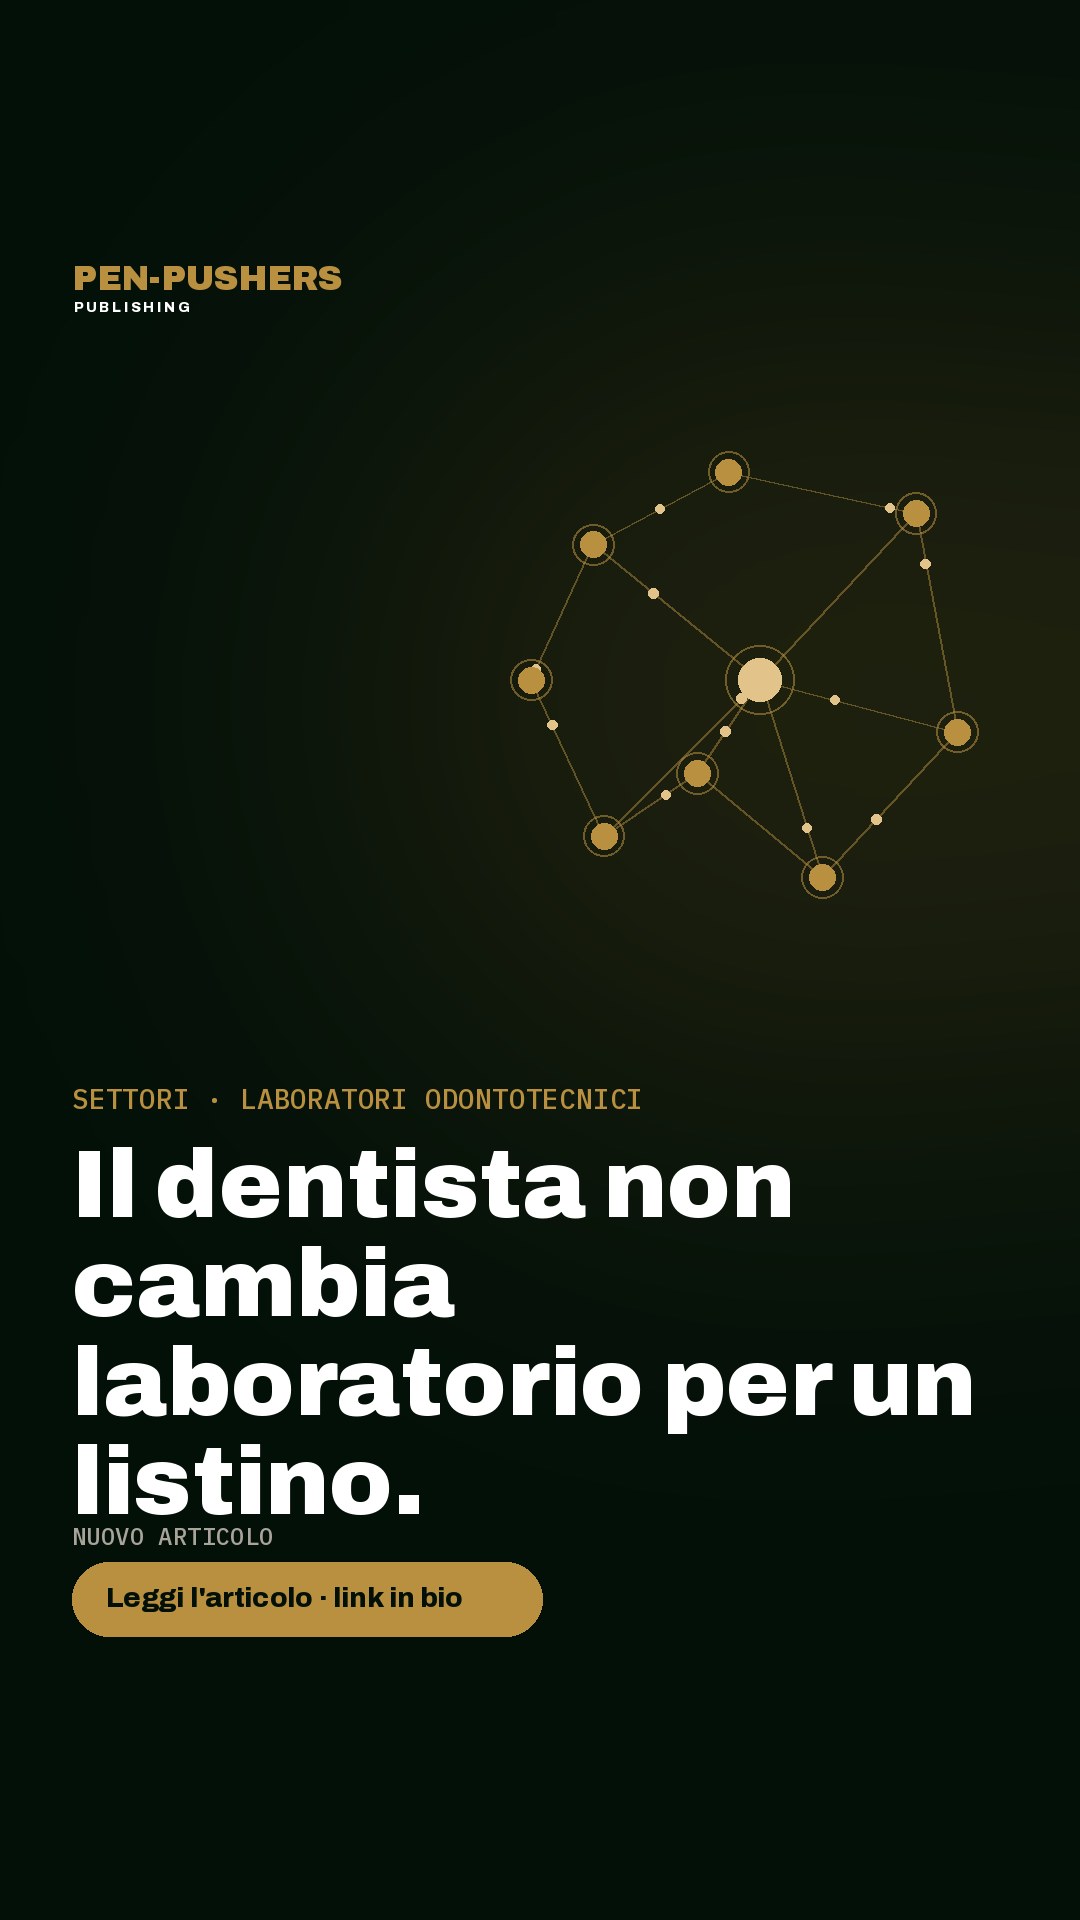 PEN-PUSHERS
PUBLISHING
SETTORI · LABORATORI ODONTOTECNICI
Il dentista non
cambia
laboratorio per un
listino.
NUOVO ARTICOLO
Leggi l'articolo · link in bio